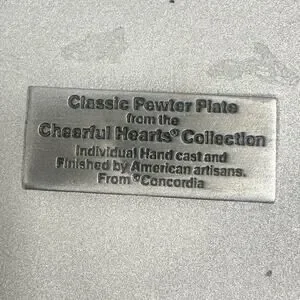 Classic Pewter Plate
from the
Cheerful Hearts® Collection
Individual Hand cast and
Finished by American artisans.
From ©Concordia